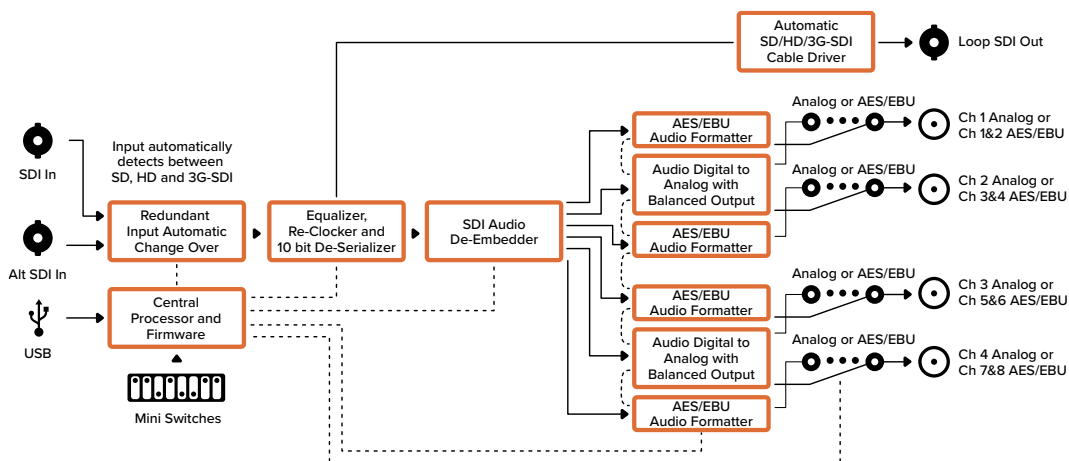 Automatic
SD/HD/3G-SDI
Cable Driver
Loop SDI Out
SDI In
Input automatically
detects between
SD, HD and 3G-SDI
Alt SDI In
Redundant
Input Automatic
Change Over
Equalizer,
Re-Clocker and
10 bit De-Serializer
SDI Audio
De-Embedder
USB
Central
Processor and
Firmware
Mini Switches
AES/EBU
Audio Formatter
Audio Digital to
Analog with
Balanced Output
AES/EBU
Audio Formatter
AES/EBU
Audio Formatter
Audio Digital to
Analog with
Balanced Output
AES/EBU
Audio Formatter
Analog or AES/EBU
Ch 1 Analog or
Ch 1&2 AES/EBU
Analog or AES/EBU
Ch 2 Analog or
Ch 3&4 AES/EBU
Analog or AES/EBU
Ch 3 Analog or
Ch 5&6 AES/EBU
Analog or AES/EBU
Ch 4 Analog or
Ch 7&8 AES/EBU